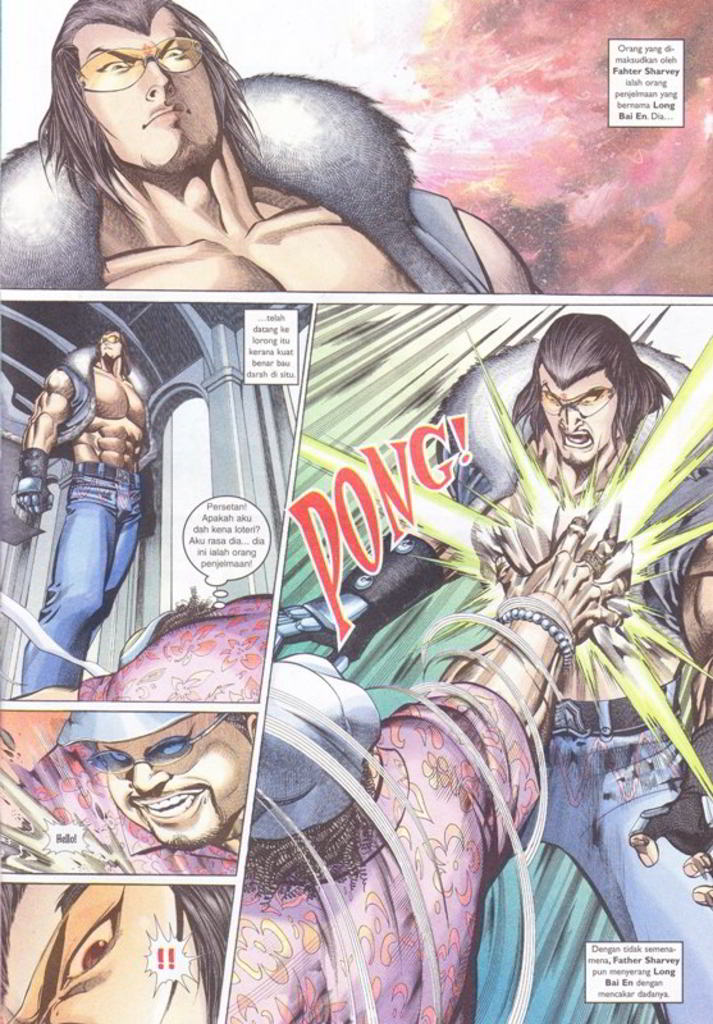 Orang yang di-
maksudkan oleh
Fahter Sharvey
ialah orang
penjelmaan yang
bernama Long
Bai En. Dia...
...telah
datang ke
lorong itu
kerana kuat
benar bau
darah di situ.
Persetan!
Apakah aku
dah kena loteri?
Aku rasa dia... dia
ini ialah orang
penjelmaan!
PONG!
Hello!
!!
Dengan tidak semena-
mena, Father Sharvey
pun menyerang Long
Bai En dengan
mencakar dadanya.